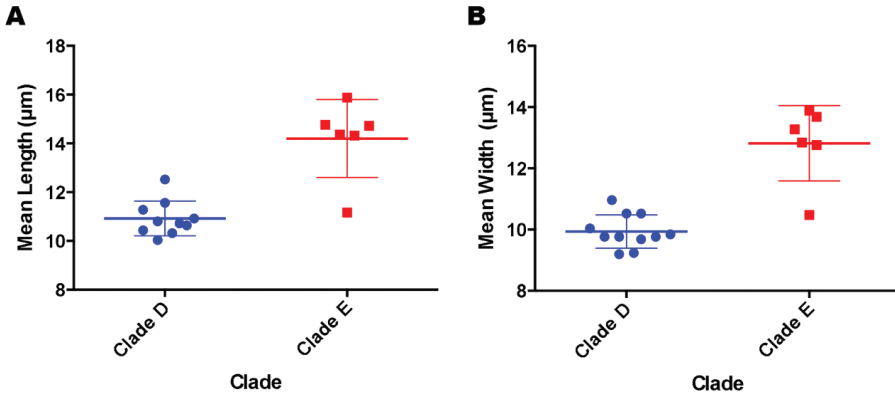 A
Mean Length (μm)
18
16
14
12
10
8
Clade D
Clade E
Clade
B
Mean Width (μm)
16
14
12
10
8
Clade D
Clade E
Clade